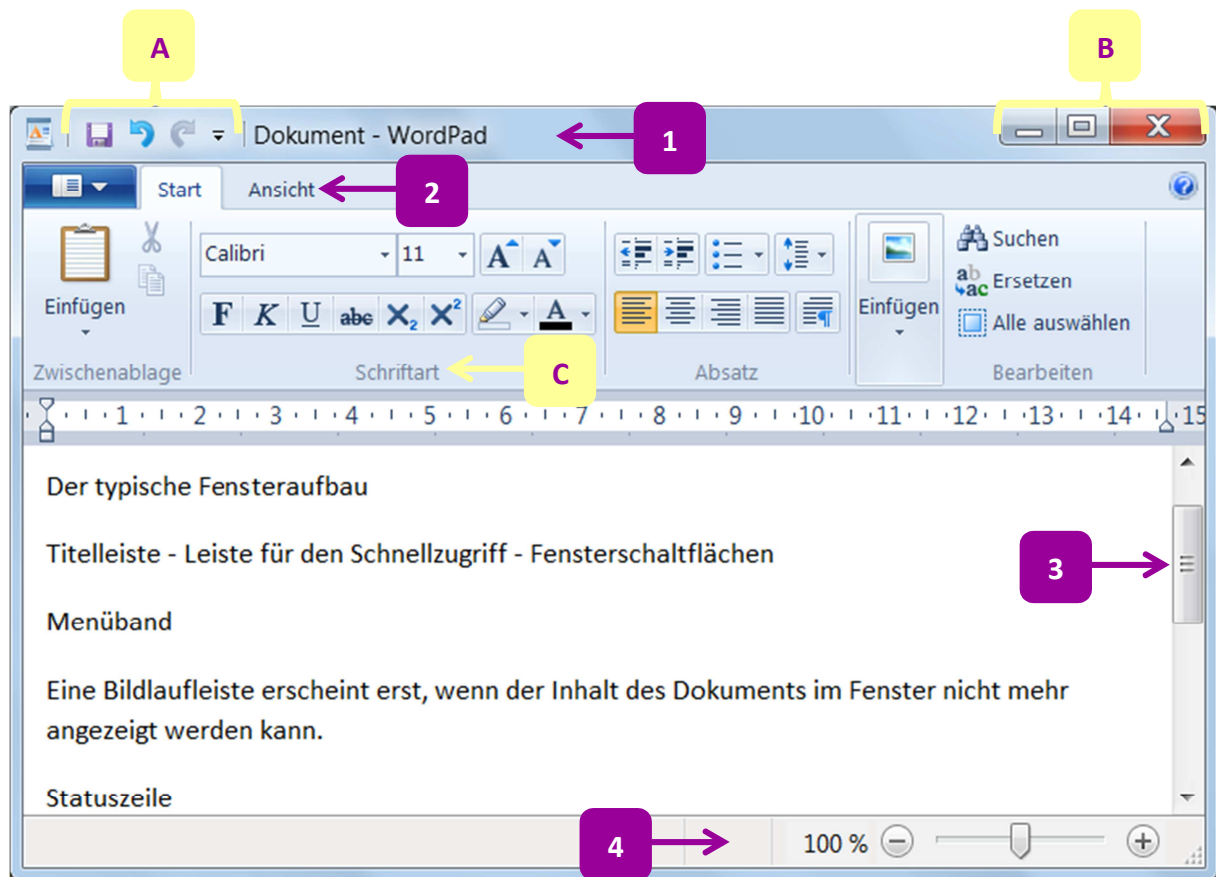 A
B
Dokument - WordPad
1
Start Ansicht
2
Calibri 11 A A
Suchen
Ersetzen
Einfügen
F K U abc X₂ X² A
Einfügen
Alle auswählen
Zwischenablage Schriftart
C
Absatz Bearbeiten
1 2 3 4 5 6 7 8 9 10 11 12 13 14 15
Der typische Fensteraufbau
Titelleiste - Leiste für den Schnellzugriff - Fensterschaltflächen
3
Menüband
Eine Bildlaufleiste erscheint erst, wenn der Inhalt des Dokuments im Fenster nicht mehr
angezeigt werden kann.
Statuszeile
4
100 %